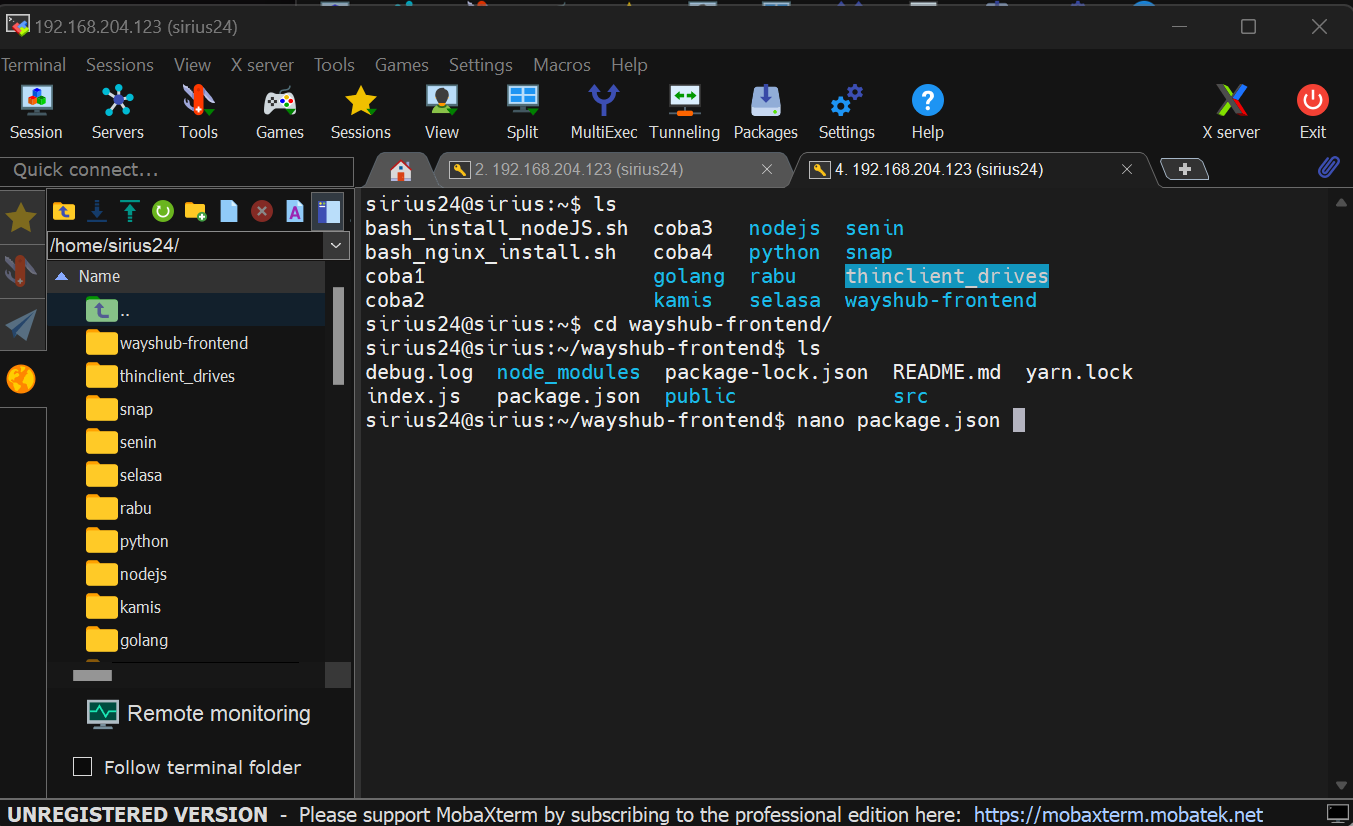 192.168.204.123 (sirius24)
Terminal Sessions View X server Tools Games Settings Macros Help
Session Servers Tools Games Sessions View Split MultiExec Tunneling Packages Settings Help X server Exit
Quick connect...
2. 192.168.204.123 (sirius24)
4. 192.168.204.123 (sirius24)
/home/sirius24/
Name
..
wayshub-frontend
thinclient_drives
snap
senin
selasa
rabu
python
nodejs
kamis
golang
Remote monitoring
Follow terminal folder
sirius24@sirius:~$ ls
bash_install_nodeJS.sh coba3 nodejs senin
bash_nginx_install.sh coba4 python snap
coba1 golang rabu thinclient_drives
coba2 kamis selasa wayshub-frontend
sirius24@sirius:~$ cd wayshub-frontend/
sirius24@sirius:~/wayshub-frontend$ ls
debug.log node_modules package-lock.json README.md yarn.lock
index.js package.json public src
sirius24@sirius:~/wayshub-frontend$ nano package.json
UNREGISTERED VERSION - Please support MobaXterm by subscribing to the professional edition here: https://mobaxterm.mobatek.net